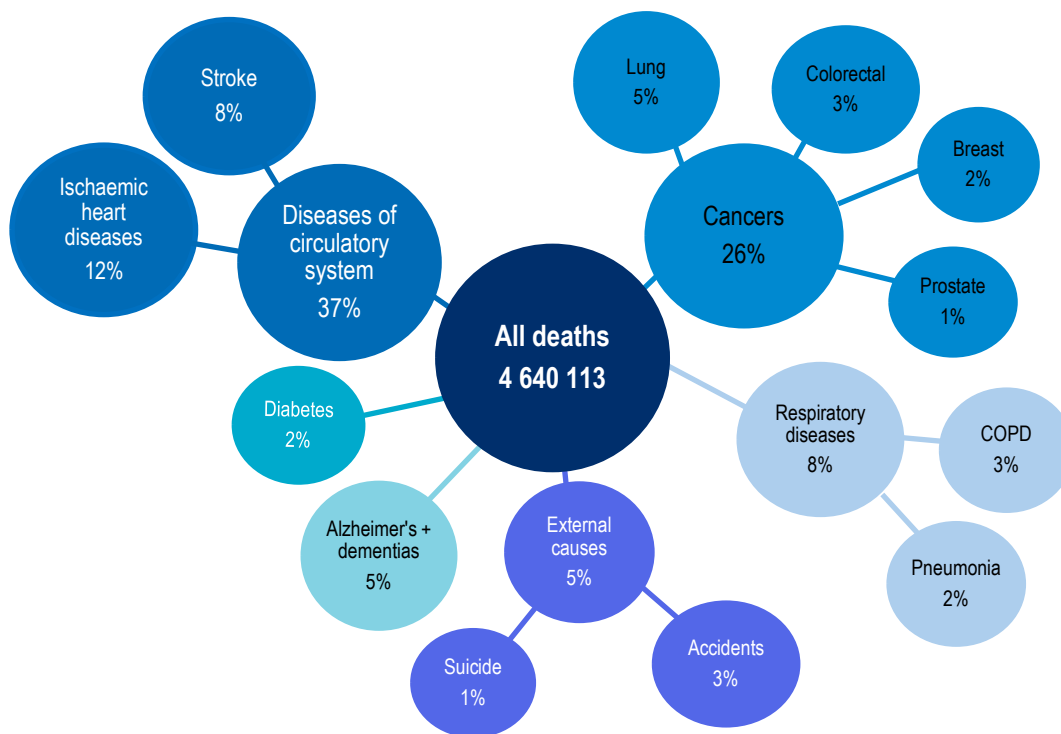 Stroke
8%
Ischaemic
heart
diseases
12%
Diseases of
circulatory
system
37%
Lung
5%
Colorectal
3%
Breast
2%
Cancers
26%
Prostate
1%
All deaths
4 640 113
Diabetes
2%
Alzheimer's +
dementias
5%
External
causes
5%
Suicide
1%
Accidents
3%
Respiratory
diseases
8%
COPD
3%
Pneumonia
2%